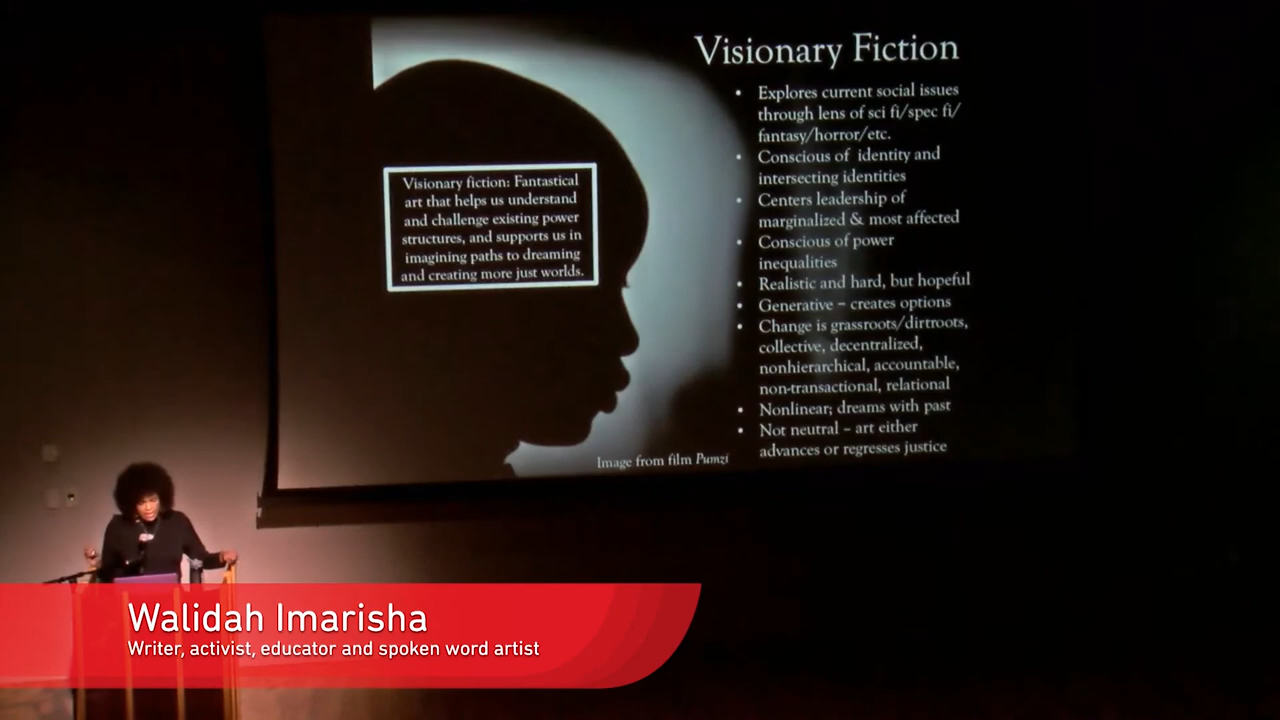 Visionary Fiction
Visionary fiction: Fantastical
art that helps us understand
and challenge existing power
structures, and supports us in
imagining paths to dreaming
and creating more just worlds.
• Explores current social issues
through lens of sci fi/spec fi/
fantasy/horror/etc.
• Conscious of identity and
intersecting identities
• Centers leadership of
marginalized & most affected
• Conscious of power
inequalities
• Realistic and hard, but hopeful
• Generative – creates options
• Change is grassroots/dirtroots,
collective, decentralized,
nonhierarchical, accountable,
non-transactional, relational
• Nonlinear; dreams with past
• Not neutral – art either
advances or regresses justice
Image from film Pumzi
Walidah Imarisha
Writer, activist, educator and spoken word artist